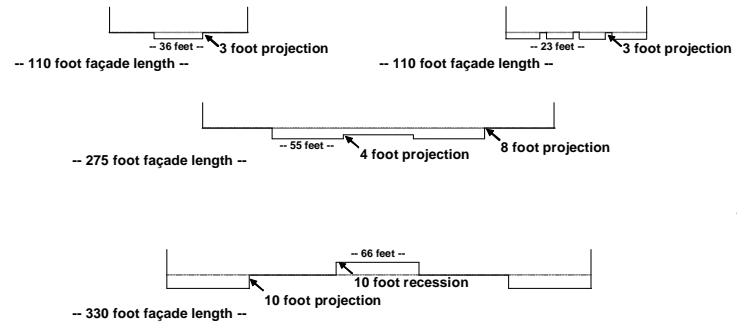 -- 36 feet --
3 foot projection
-- 110 foot façade length --
-- 23 feet --
3 foot projection
-- 110 foot façade length --
-- 55 feet --
4 foot projection
8 foot projection
-- 275 foot façade length --
-- 66 feet --
10 foot recession
10 foot projection
-- 330 foot façade length --